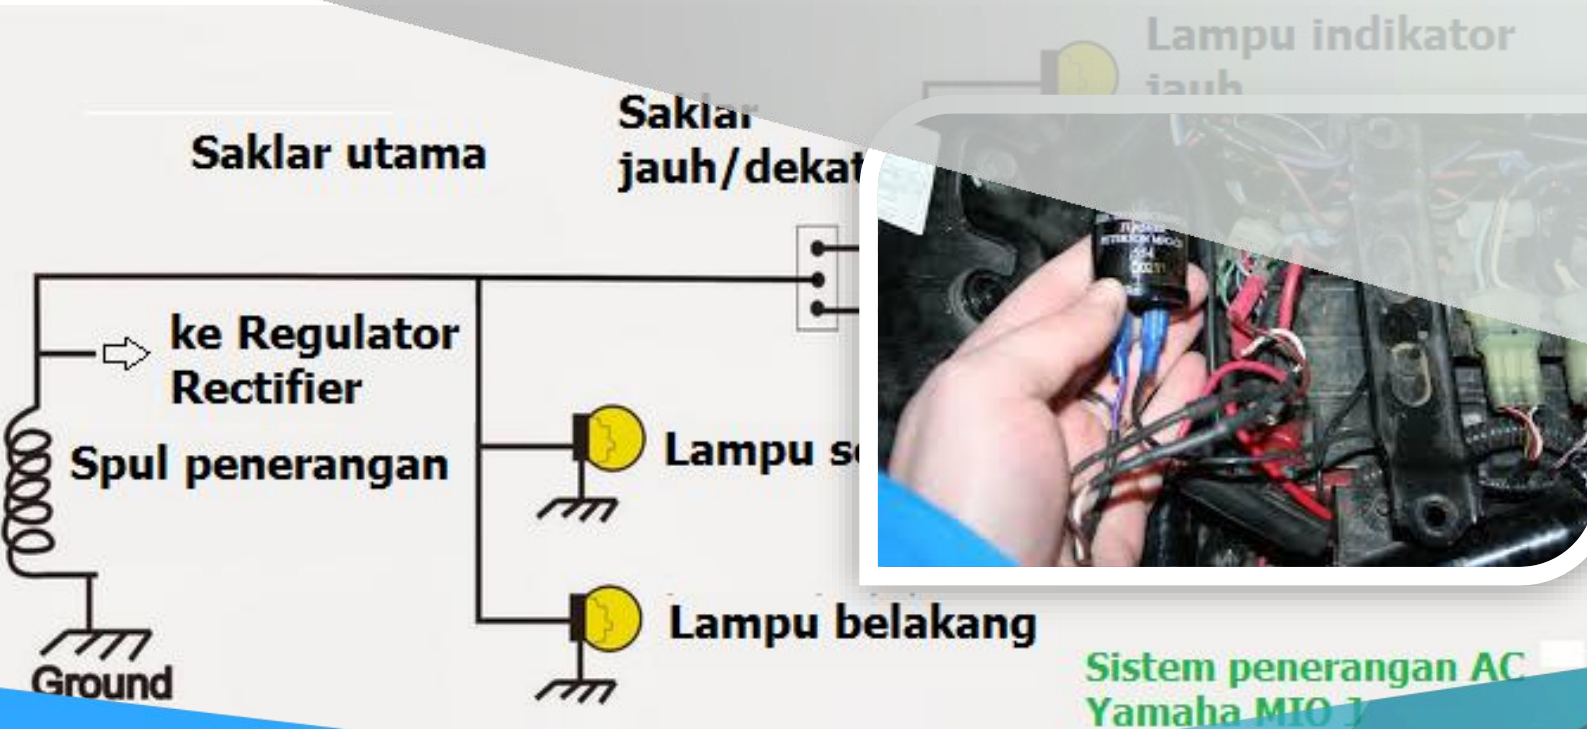 Lampu indikator
jauh
Saklar
jauh/dekat
Saklar utama
ke Regulator
Rectifier
Spul penerangan
Lampu
Lampu belakang
Ground
Sistem penerangan AC
Yamaha MIO J